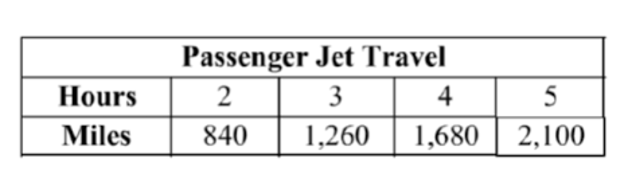 Passenger Jet Travel
Hours 2 3 4 5
Miles 840 1,260 1,680 2,100